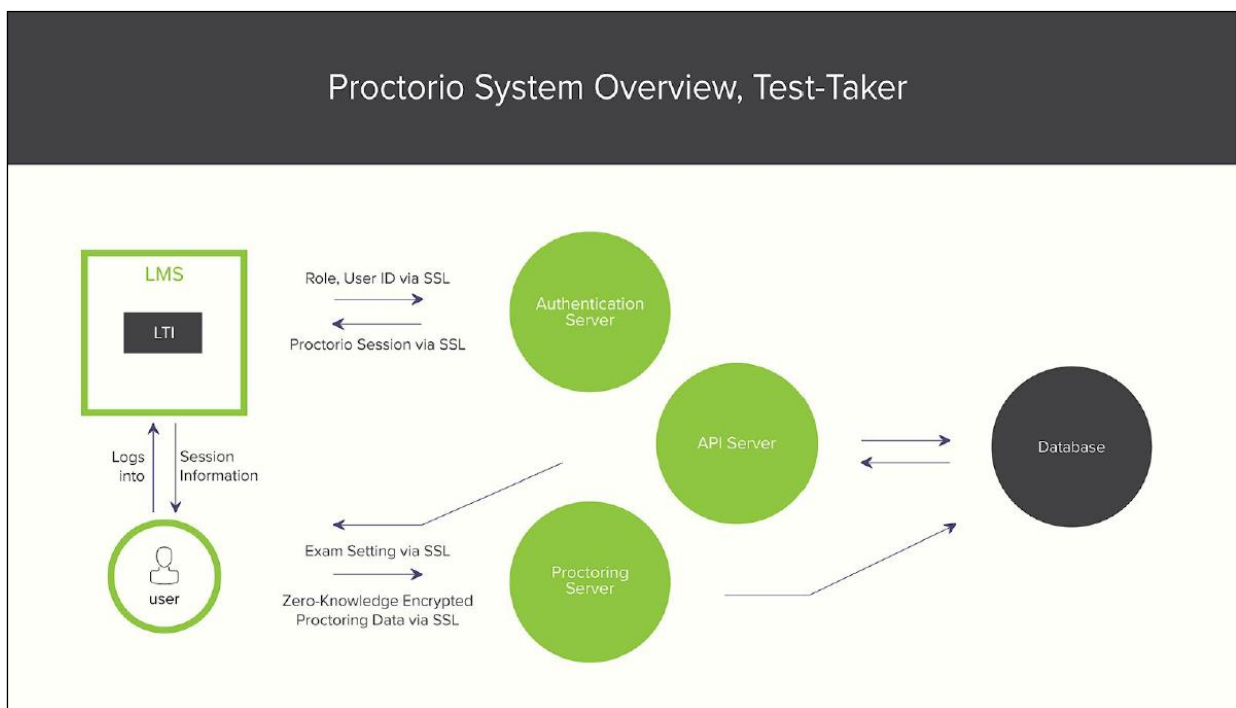 Proctorio System Overview, Test-Taker
LMS
LTI
Role, User ID via SSL
Proctorio Session via SSL
Authentication
Server
API Server
Database
Logs
into
Session
Information
user
Exam Setting via SSL
Zero-Knowledge Encrypted
Proctoring Data via SSL
Proctoring
Server